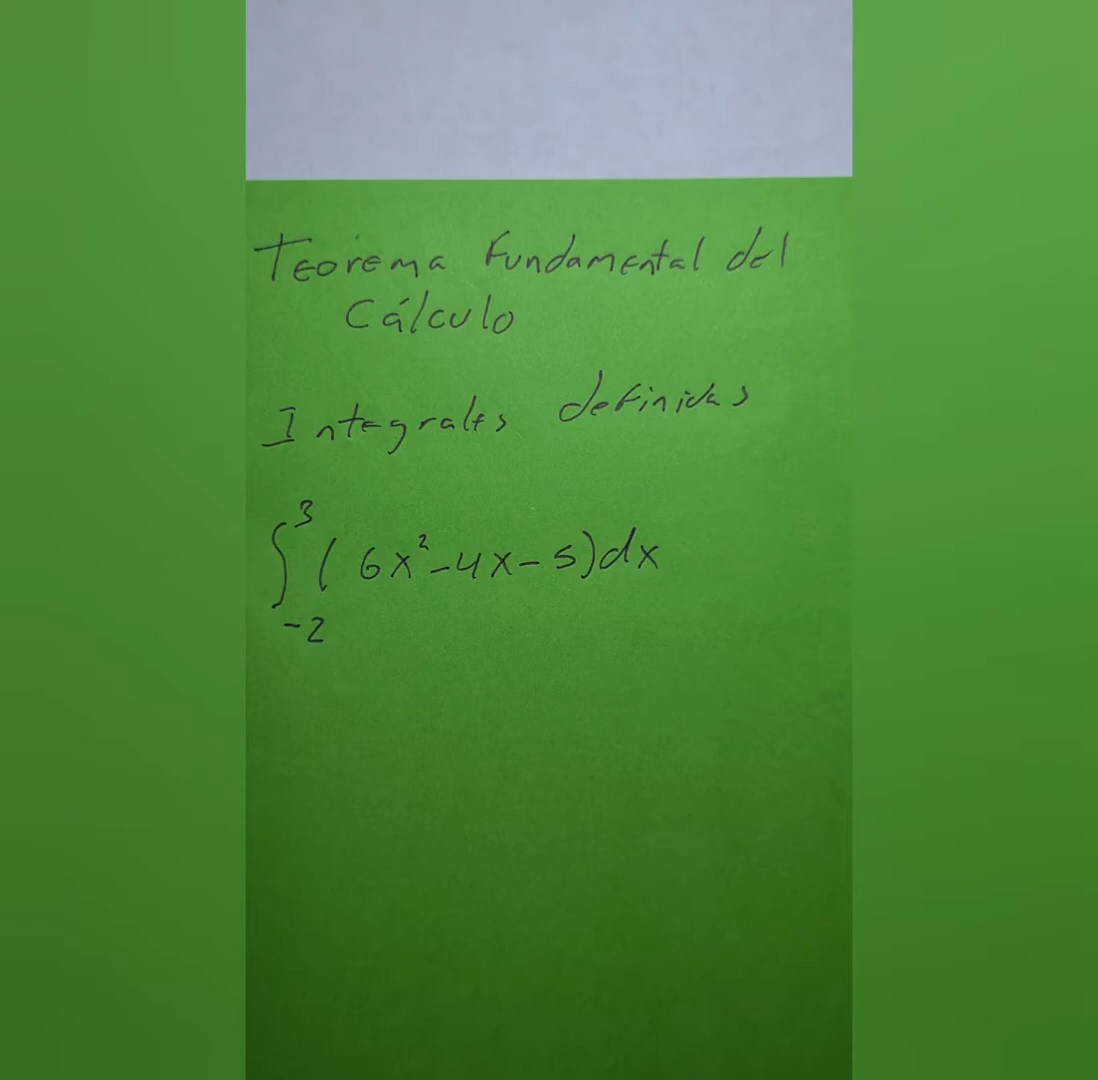 Teorema Fundamental del
Cálculo
Integrales definidas
∫₋₂³ (6x²-4x-5)dx